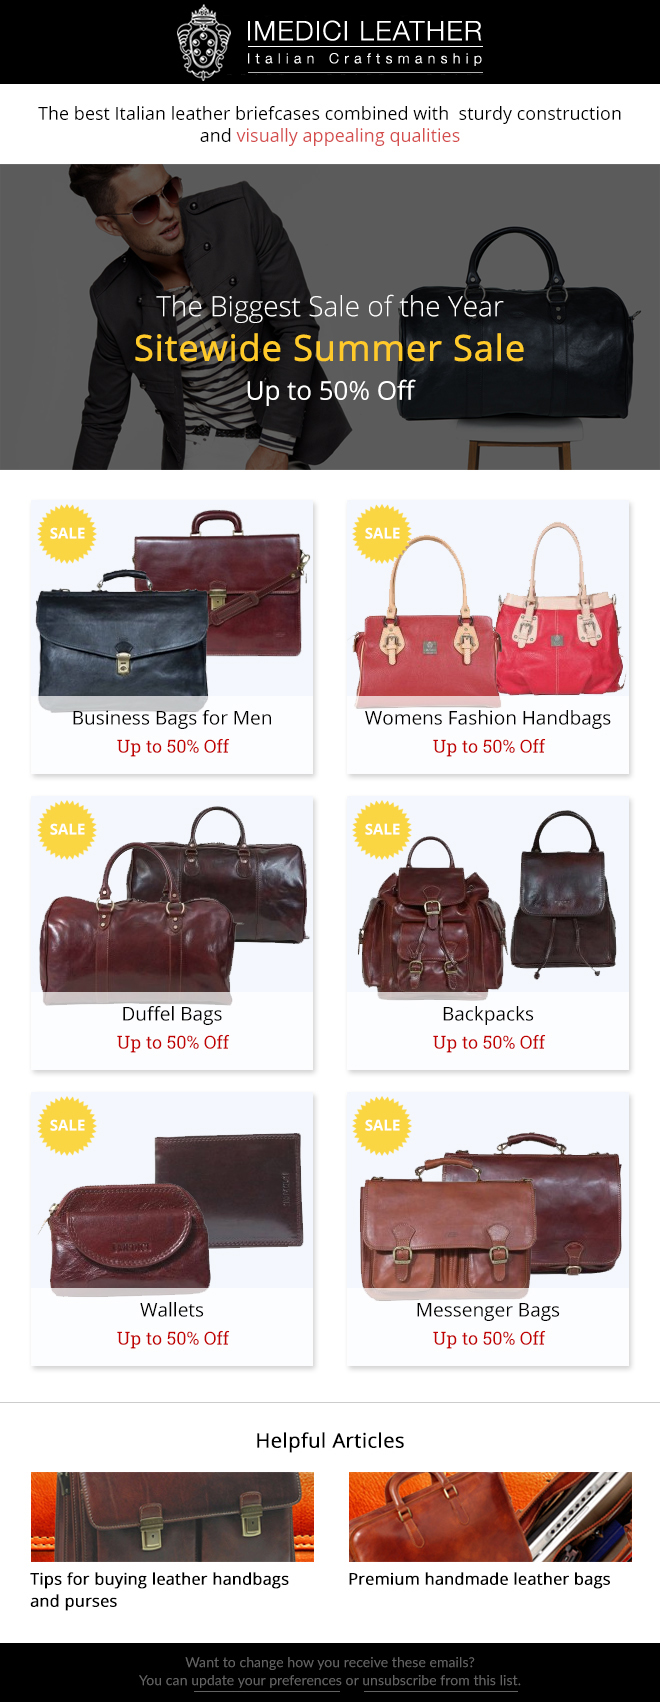 IMEDICI LEATHER
Italian Craftsmanship
The best Italian leather briefcases combined with sturdy construction
and visually appealing qualities
The Biggest Sale of the Year
Sitewide Summer Sale
Up to 50% Off
SALE
Business Bags for Men
Up to 50% Off
SALE
Womens Fashion Handbags
Up to 50% Off
SALE
Duffel Bags
Up to 50% Off
SALE
Backpacks
Up to 50% Off
SALE
Wallets
Up to 50% Off
SALE
Messenger Bags
Up to 50% Off
Helpful Articles
Tips for buying leather handbags
and purses
Premium handmade leather bags
Want to change how you receive these emails?
You can update your preferences or unsubscribe from this list.